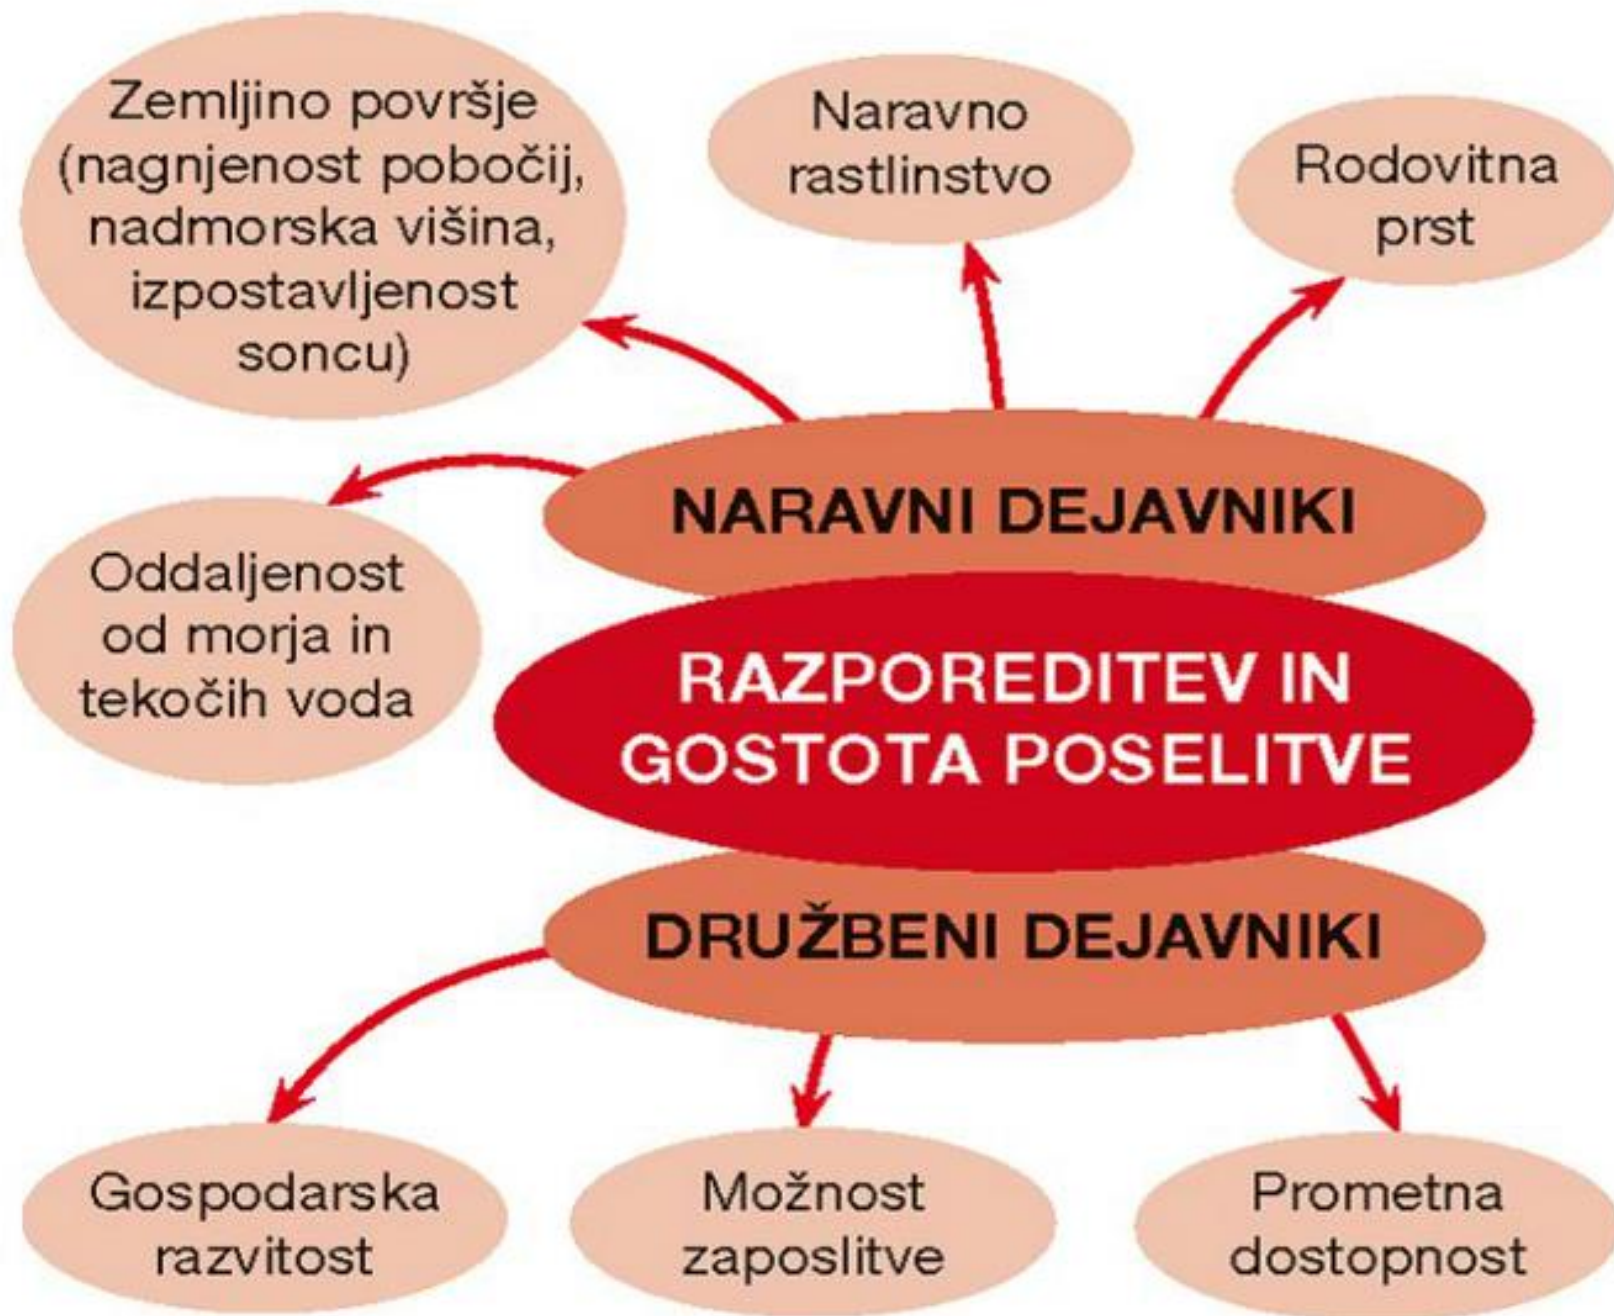 Zemljino površje
(nagnjenost pobočij,
nadmorska višina,
izpostavljenost
soncu)
Naravno
rastlinstvo
Rodovitna
prst
Oddaljenost
od morja in
tekočih voda
NARAVNI DEJAVNIKI
RAZPOREDITEV IN
GOSTOTA POSELITVE
DRUŽBENI DEJAVNIKI
Gospodarska
razvitost
Možnost
zaposlitve
Prometna
dostopnost